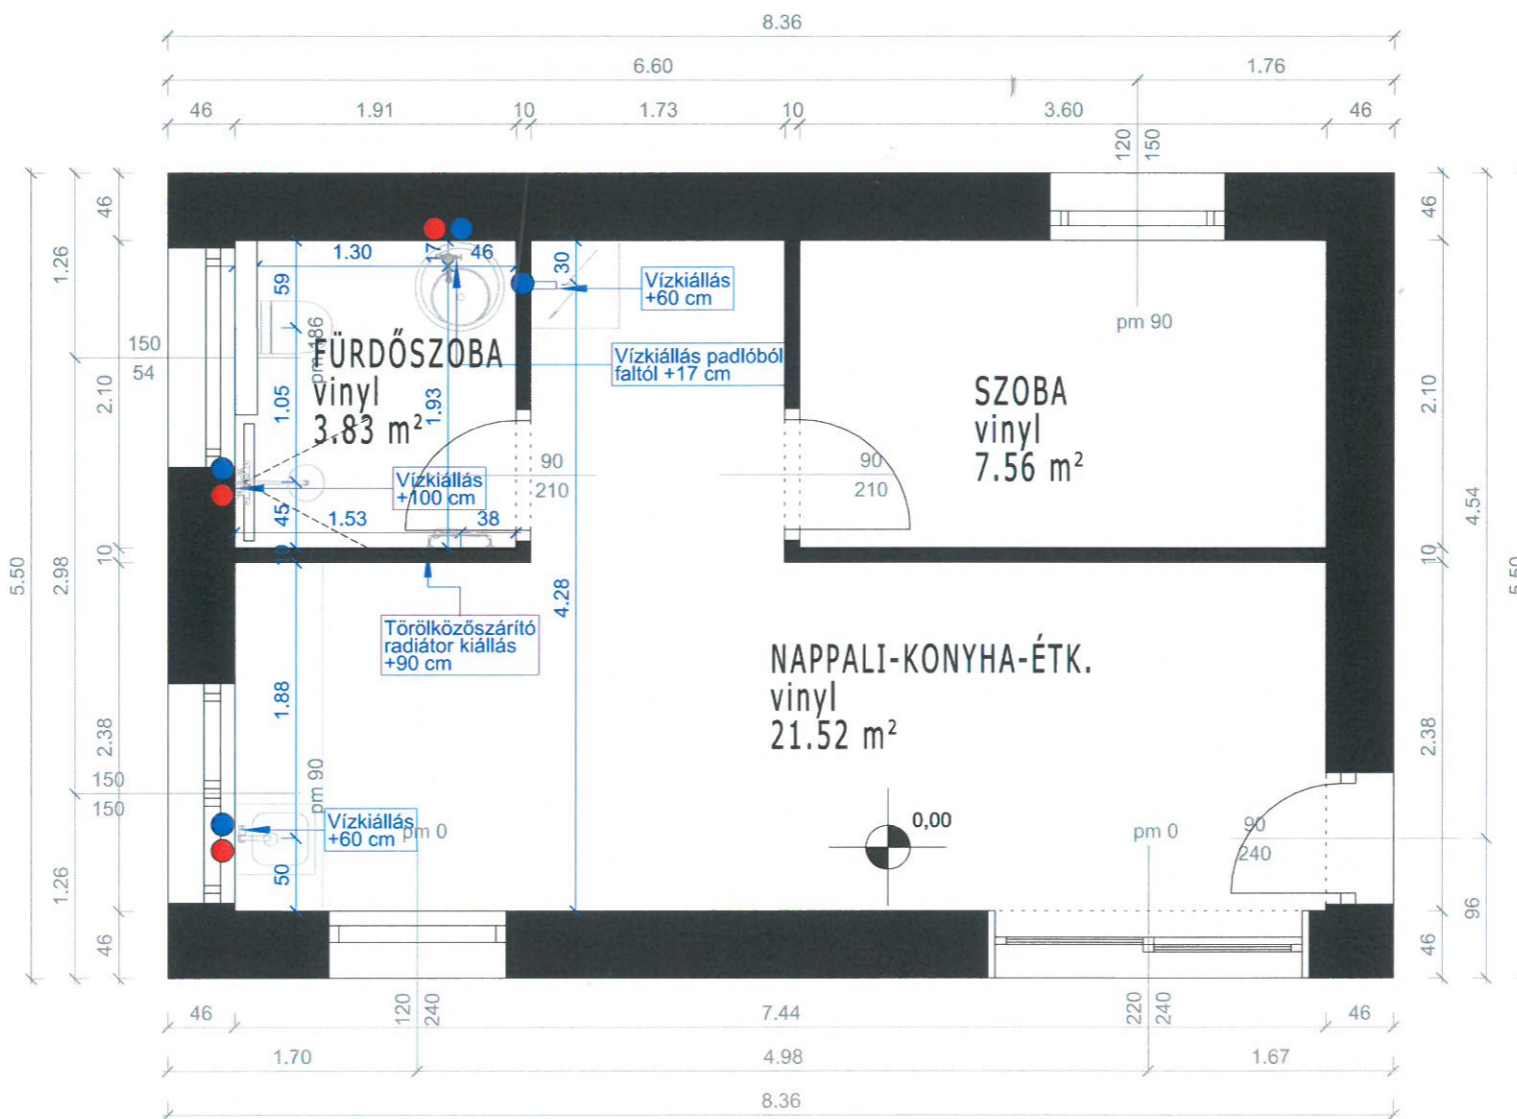 8.36
6.60
1.76
46
1.91
10
1.73
10
3.60
46
120
150
46
46
1.30
17
46
30
59
Vízkiállás
+60 cm
1.26
pm 90
150
54
pm 186
FÜRDŐSZOBA
vinyl
3.83 m²
Vízkiállás padlóból
faltól +17 cm
1.05
1.93
2.10
SZOBA
vinyl
7.56 m²
2.10
90
210
90
210
Vízkiállás
+100 cm
45
1.53
38
4.54
10
10
10
5.50
2.98
4.28
5.50
Törölközőszárító
radiátor kiállás
+90 cm
NAPPALI-KONYHA-ÉTK.
vinyl
21.52 m²
1.88
2.38
2.38
150
150
pm 90
Vízkiállás
+60 cm
pm 0
0,00
pm 0
90
240
50
1.26
96
46
46
46
120
240
7.44
220
240
46
1.70
4.98
1.67
8.36